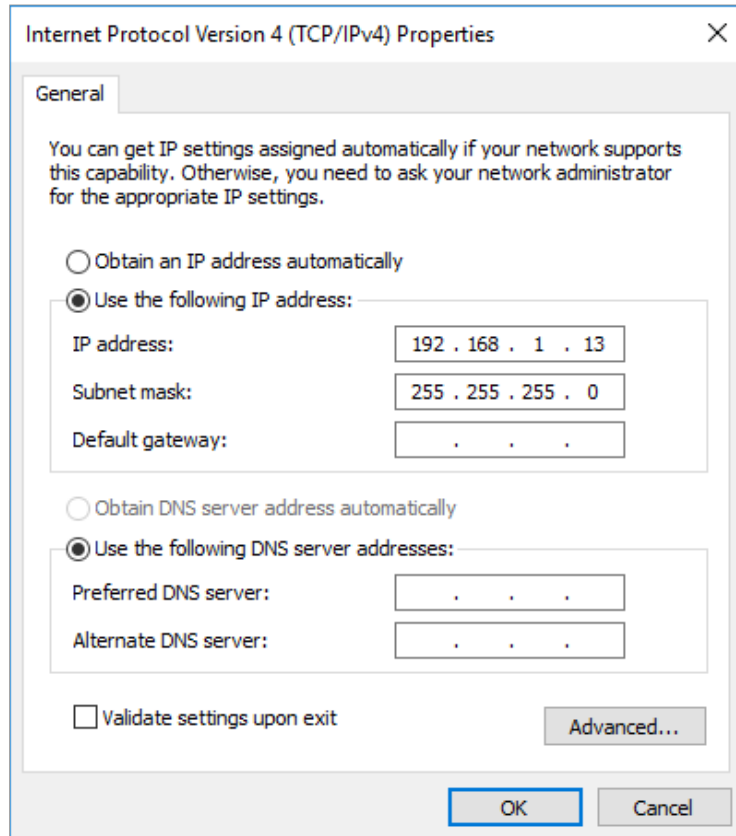 Internet Protocol Version 4 (TCP/IPv4) Properties
General
You can get IP settings assigned automatically if your network supports
this capability. Otherwise, you need to ask your network administrator
for the appropriate IP settings.
Obtain an IP address automatically
Use the following IP address:
IP address: 192 . 168 . 1 . 13
Subnet mask: 255 . 255 . 255 . 0
Default gateway: . . .
Obtain DNS server address automatically
Use the following DNS server addresses:
Preferred DNS server: . . .
Alternate DNS server: . . .
Validate settings upon exit
Advanced...
OK Cancel